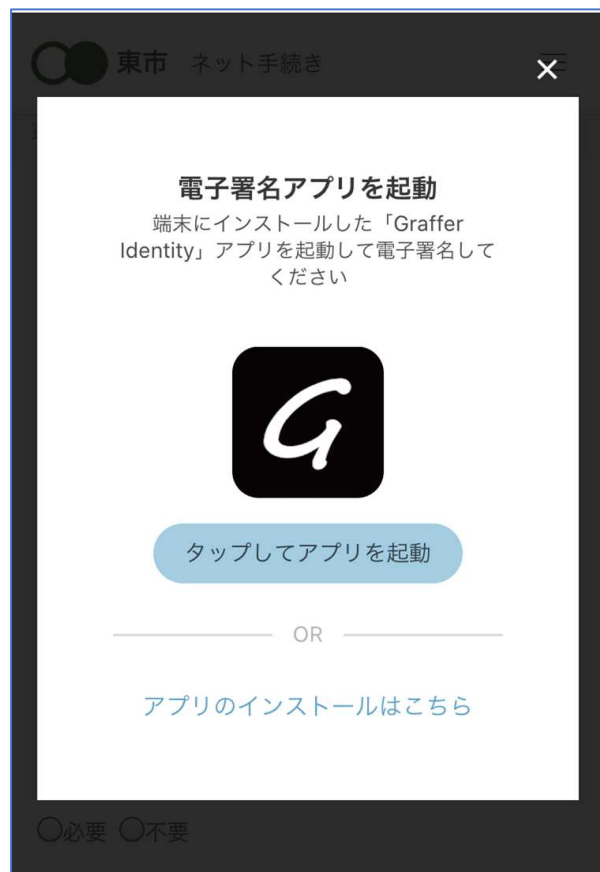 東市 ネット手続き
電子署名アプリを起動
端末にインストールした「Graffer
Identity」アプリを起動して電子署名して
ください
G
タップしてアプリを起動
OR
アプリのインストールはこちら
○必要 ○不要